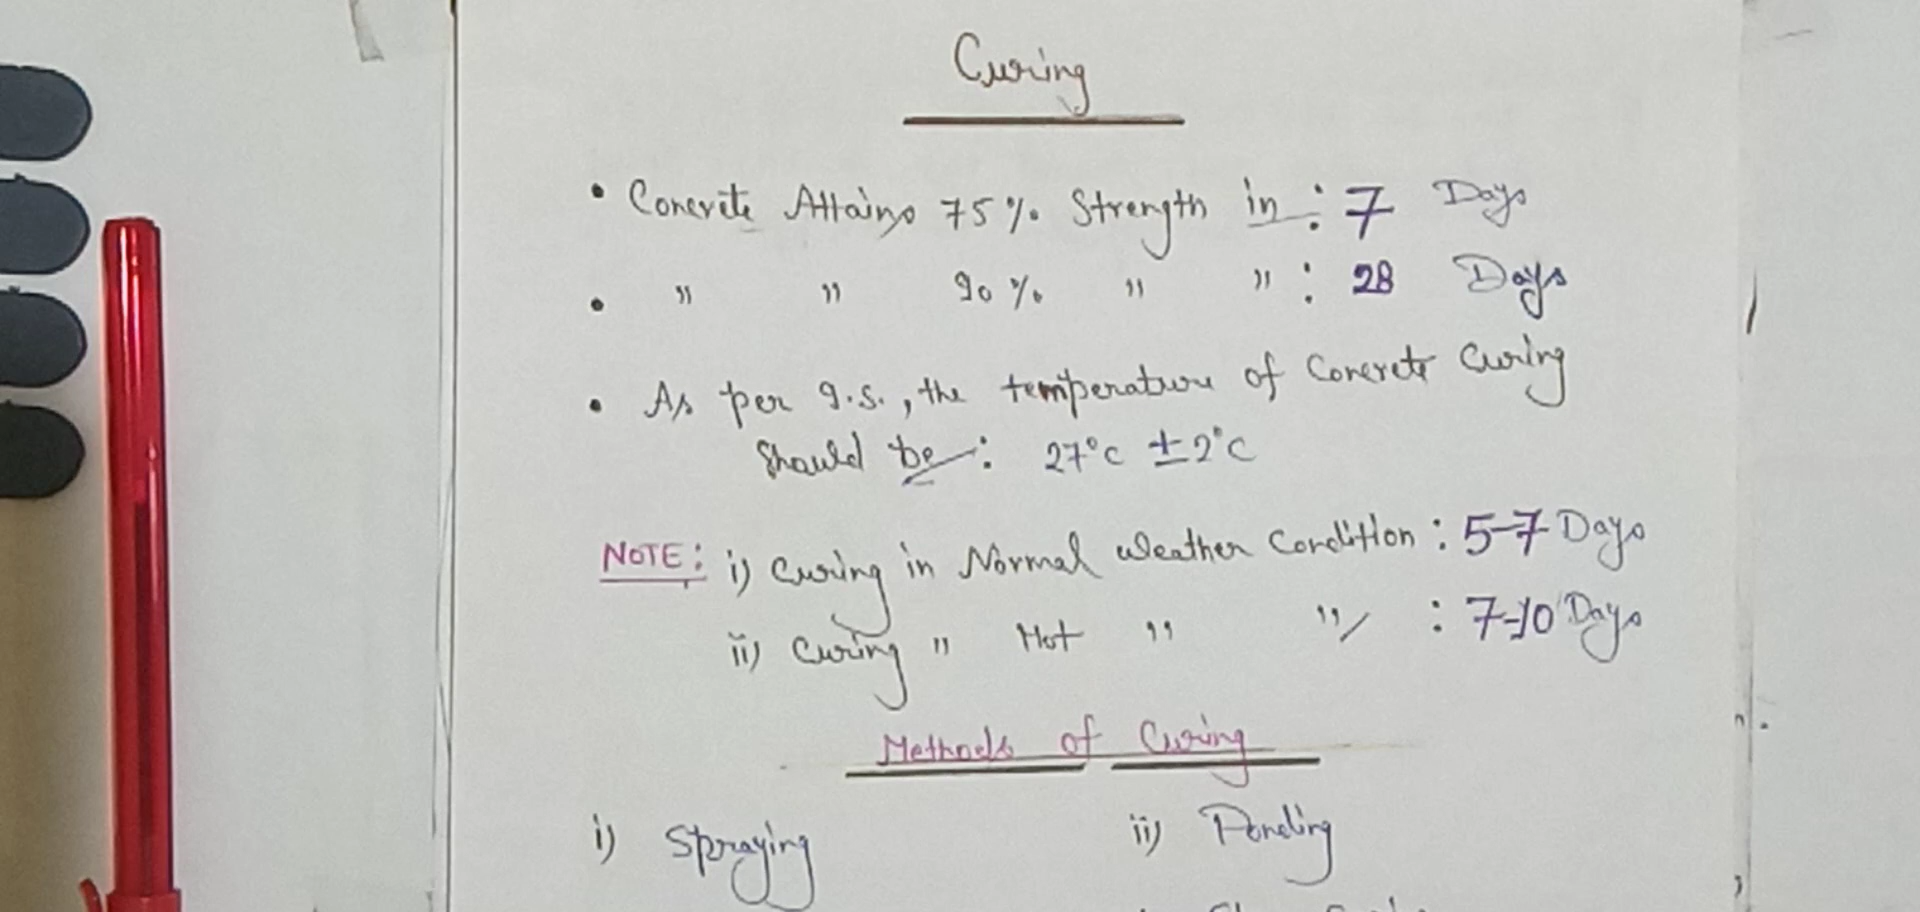 Curing
• Concrete Attains 75% Strength in : 7 Days
• " " 90% " " : 28 Days
• As per I.S., the temperature of Concrete Curing
Should be : 27°C ± 2°C
NOTE: i) Curing in Normal Weather Condition : 5-7 Days
ii) Curing " Hot " " : 7-10 Days
Methods of Curing
i) Spraying ii) Ponding